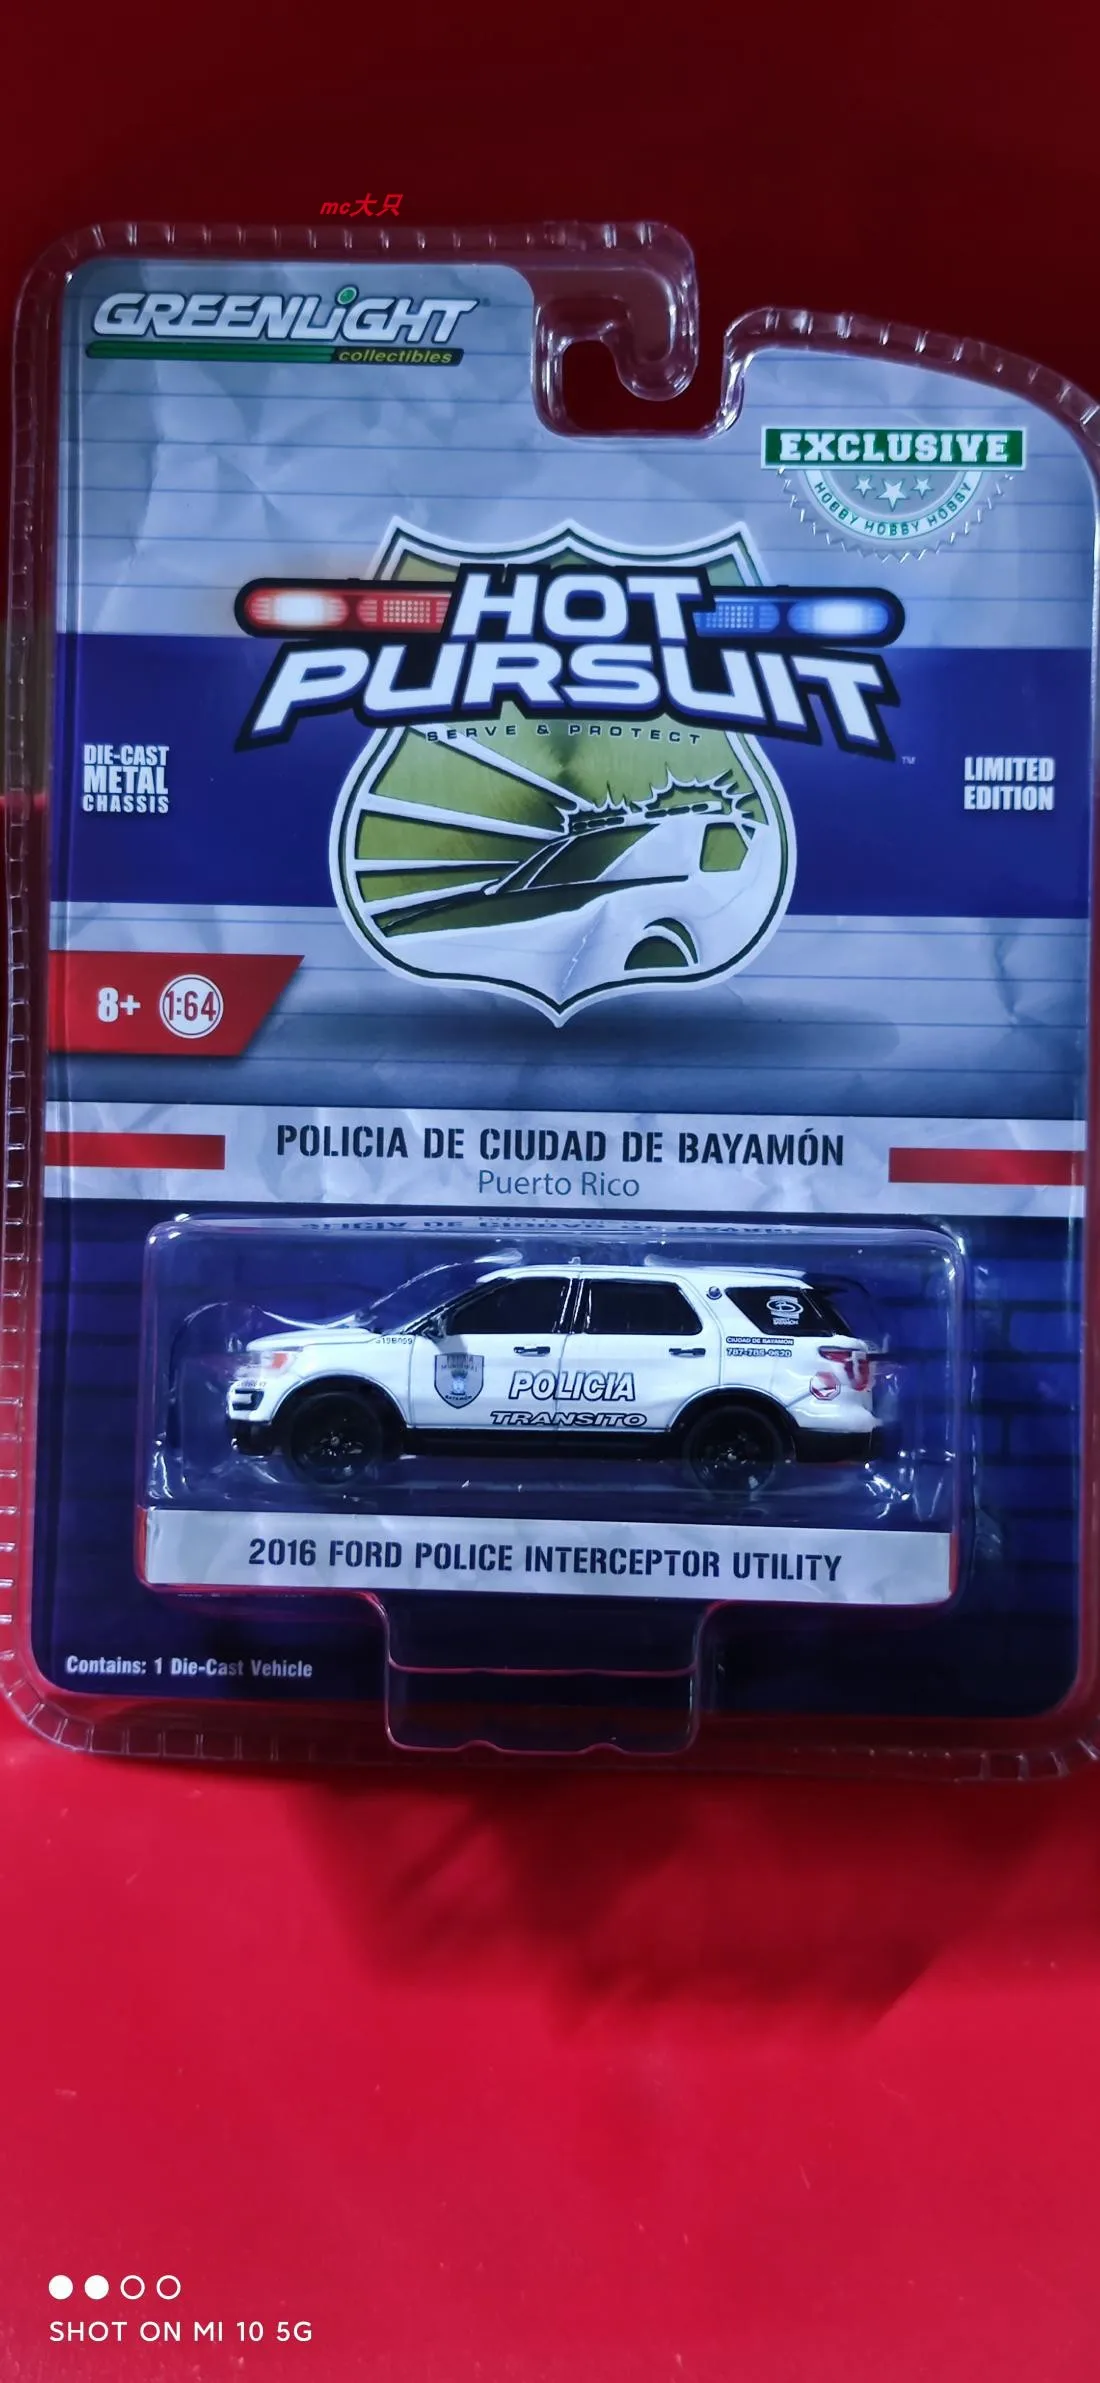 mc大只
GREENLiGHT
collectibles
EXCLUSIVE
HOBBY HOBBY HOBBY
HOT
PURSUIT
SERVE & PROTECT
TM
DIE-CAST
METAL
CHASSIS
LIMITED
EDITION
8+ 1:64
POLICIA DE CIUDAD DE BAYAMÓN
Puerto Rico
CIUDAD DE BAYAMON
POLICIA
TRANSITO
2016 FORD POLICE INTERCEPTOR UTILITY
Contains: 1 Die-Cast Vehicle
SHOT ON MI 10 5G